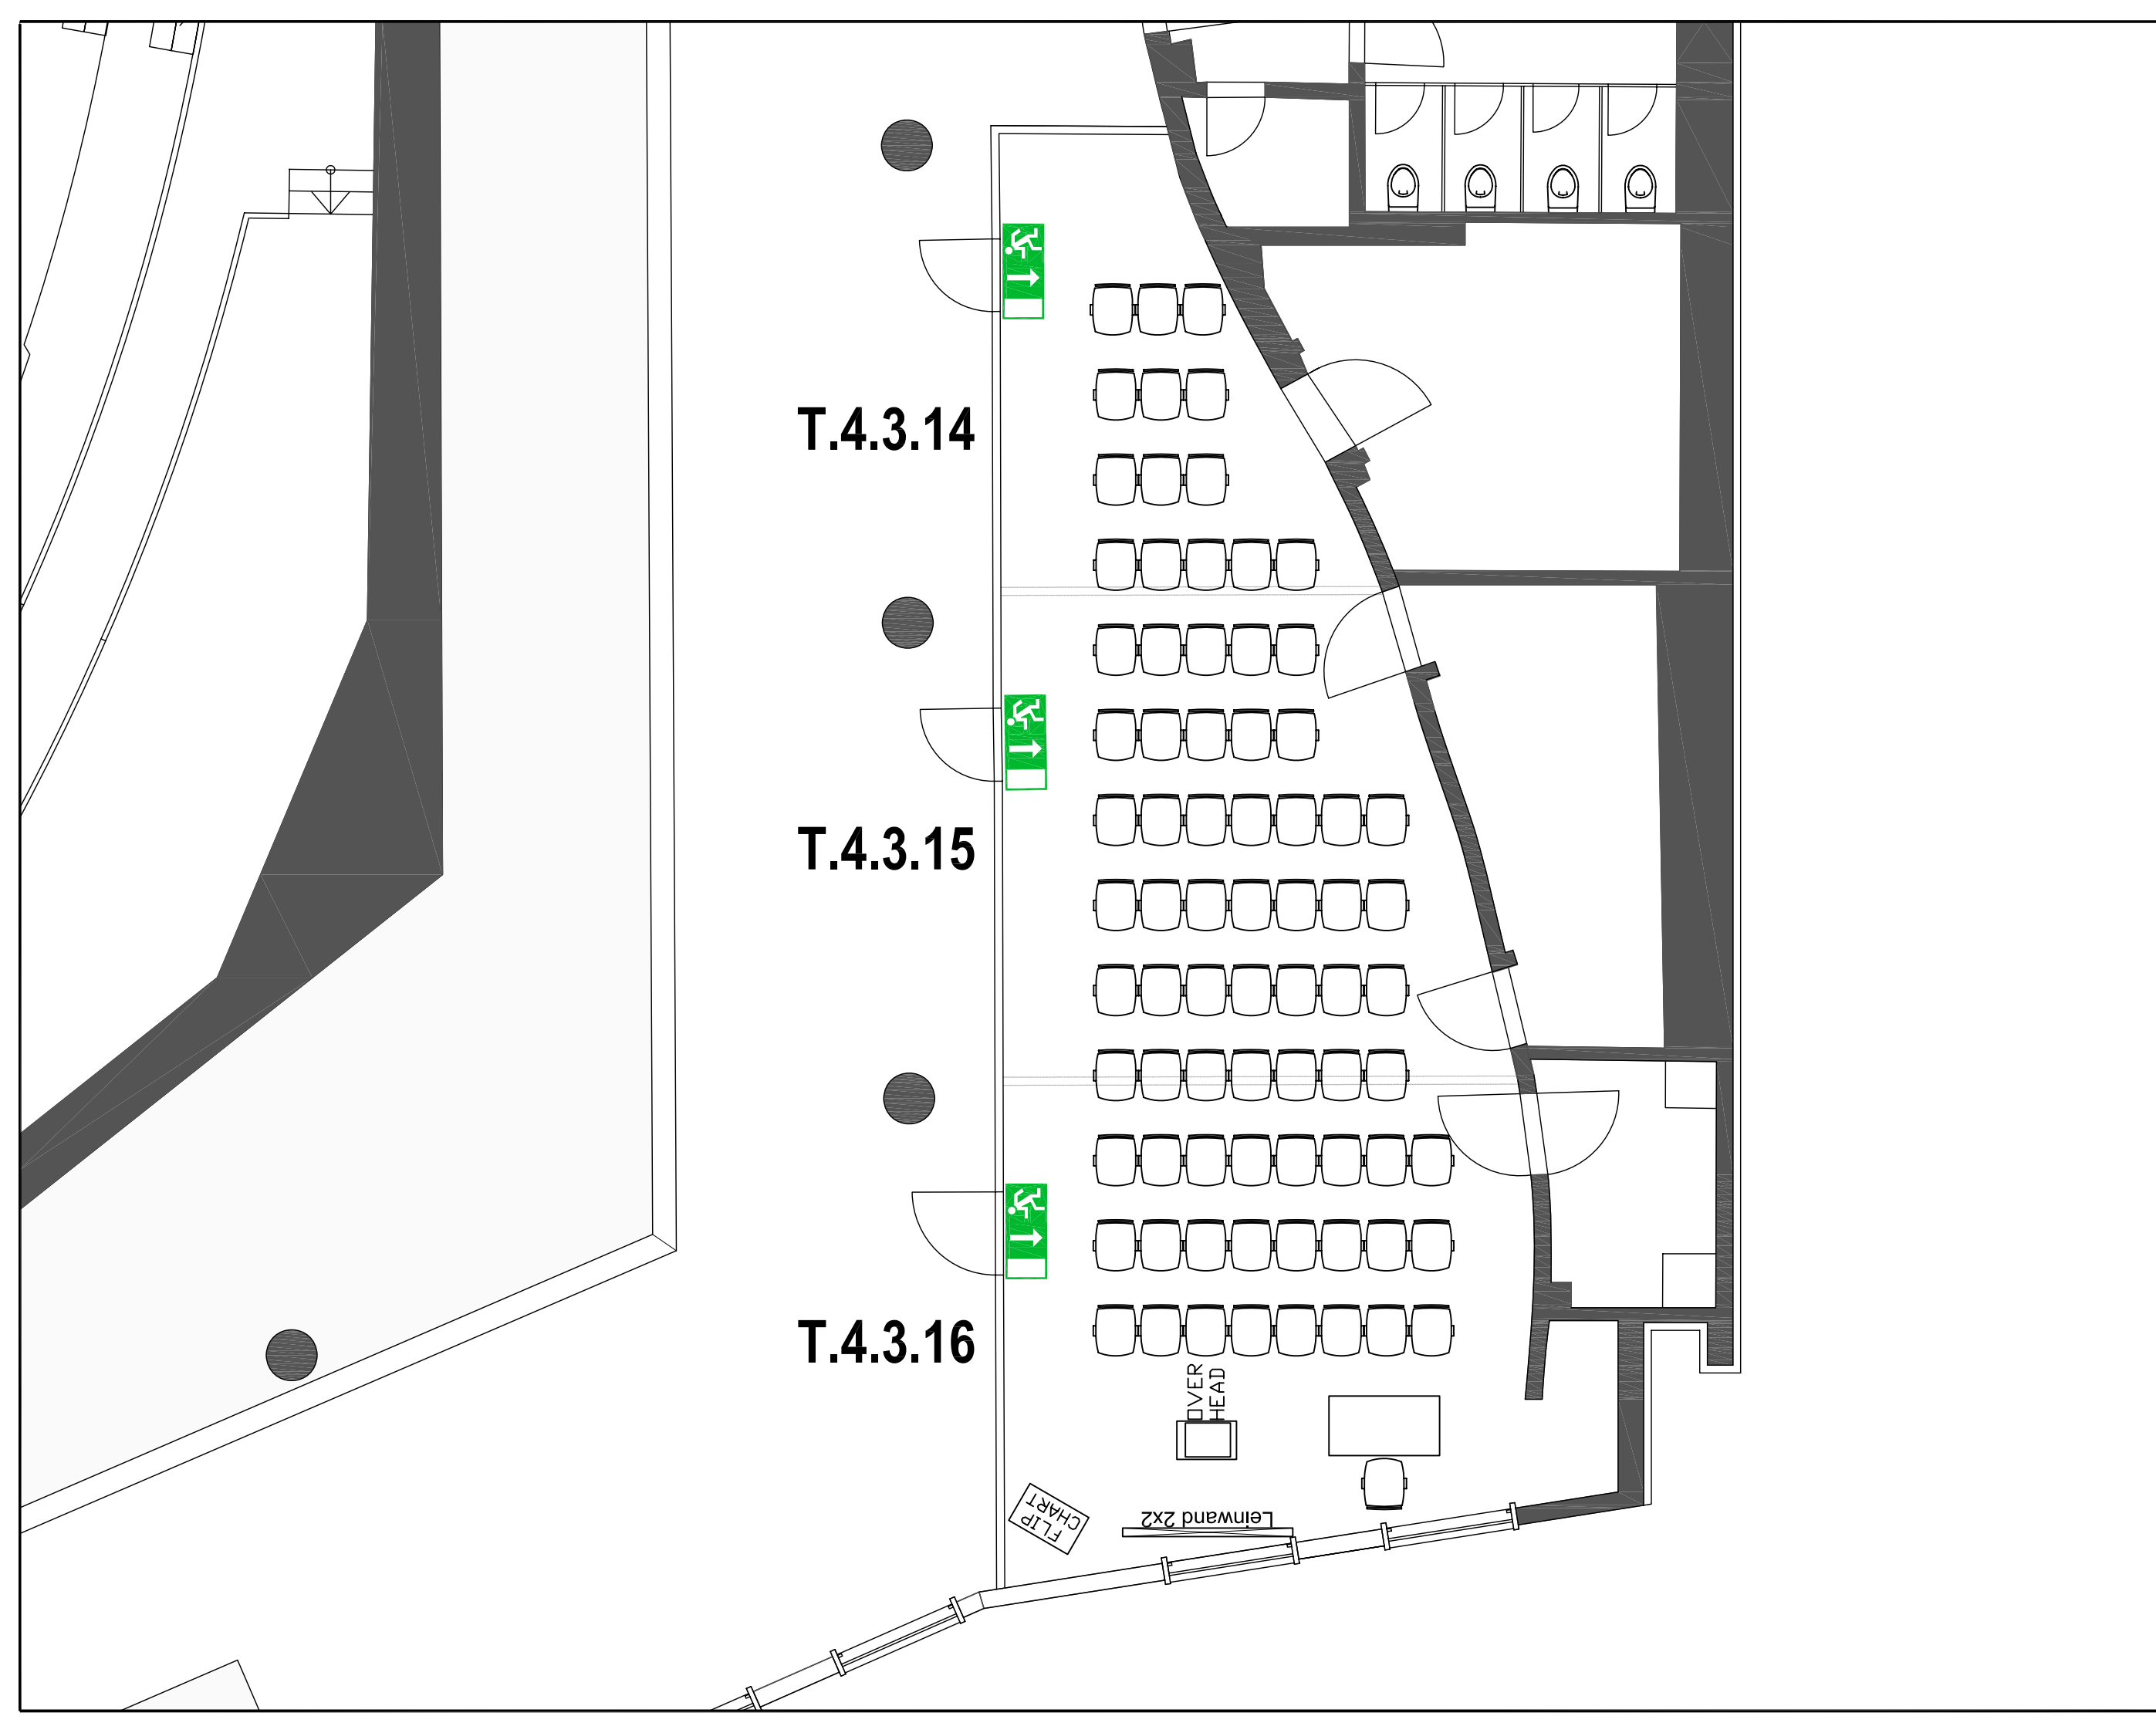 T.4.3.14
T.4.3.15
T.4.3.16
OVER
HEAD
FLIP
CHART
Leinwand 2x2